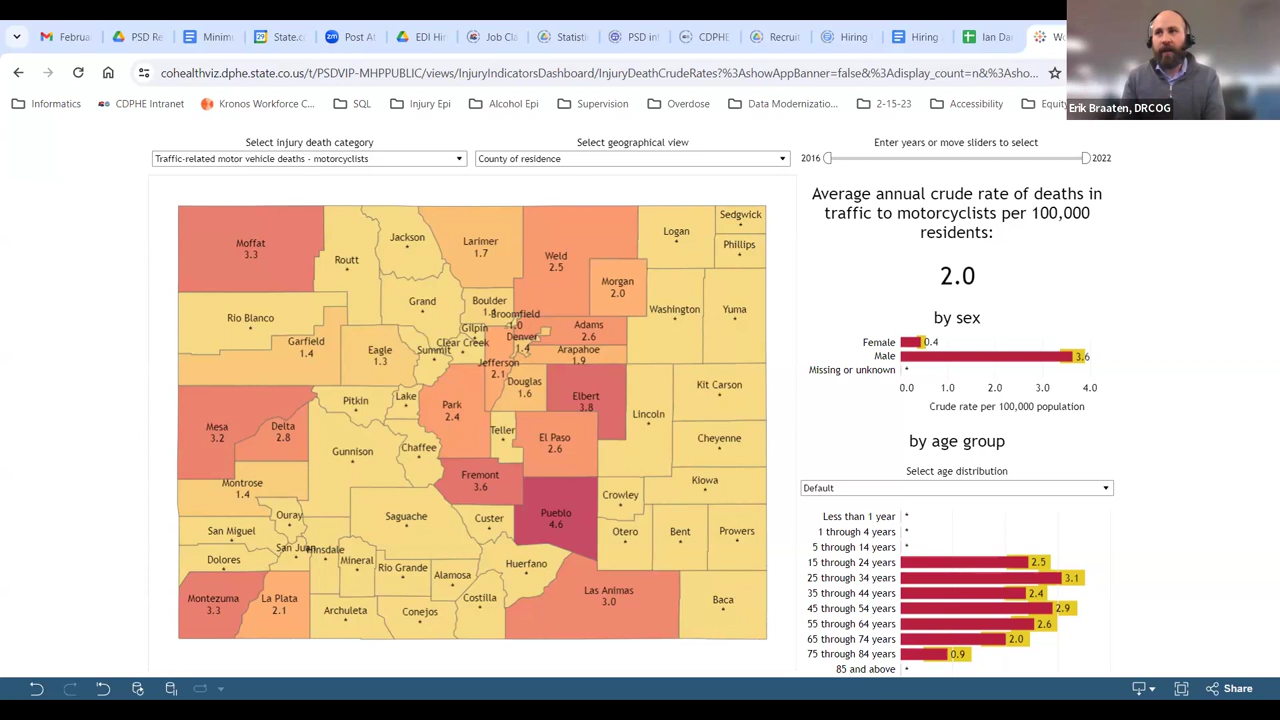 Februa
PSD Re
Minim
State.c
Post At
EDI Hi
Job Cla
Statisti
PSD int
CDPHE
Recruit
Hiring
Hiring
Ian Da
Wo
cohealthviz.dphe.state.co.us/t/PSDVIP-MHPPUBLIC/views/InjuryIndicatorsDashboard/InjuryDeathCrudeRates?%3AshowAppBanner=false&%3Adisplay_count=n&%3Asho...
Informatics
CDPHE Intranet
Kronos Workforce C...
SQL
Injury Epi
Alcohol Epi
Supervision
Overdose
Data Modernizatio...
2-15-23
Accessibility
Equity
Erik Braaten, DRCOG
Select injury death category
Select geographical view
Enter years or move sliders to select
Traffic-related motor vehicle deaths - motorcyclists
County of residence
2016
2022
Moffat
3.3
Routt
Jackson
Larimer
1.7
Weld
2.5
Logan
Sedgwick
Phillips
Morgan
2.0
Rio Blanco
Grand
Boulder
Broomfield
1.0
Washington
Yuma
Garfield
1.4
Eagle
1.3
Summit
Gilpin
Clear Creek
Denver
1.4
Adams
2.6
Arapahoe
1.9
Jefferson
2.1
Douglas
1.6
Elbert
3.8
Kit Carson
Pitkin
Lake
Park
2.4
Mesa
3.2
Delta
2.8
Gunnison
Chaffee
Teller
El Paso
2.6
Lincoln
Cheyenne
Montrose
1.4
Fremont
3.6
Kiowa
Ouray
Saguache
Custer
Pueblo
4.6
Crowley
San Miguel
Otero
Bent
Prowers
Dolores
San Juan
Hinsdale
Mineral
Rio Grande
Alamosa
Huerfano
Montezuma
3.3
La Plata
2.1
Archuleta
Conejos
Costilla
Las Animas
3.0
Baca
Average annual crude rate of deaths in
traffic to motorcyclists per 100,000
residents:
2.0
by sex
Female 0.4
Male 3.6
Missing or unknown *
0.0 1.0 2.0 3.0 4.0
Crude rate per 100,000 population
by age group
Select age distribution
Default
Less than 1 year *
1 through 4 years *
5 through 14 years *
15 through 24 years 2.5
25 through 34 years 3.1
35 through 44 years 2.4
45 through 54 years 2.9
55 through 64 years 2.6
65 through 74 years 2.0
75 through 84 years 0.9
85 and above *
Share